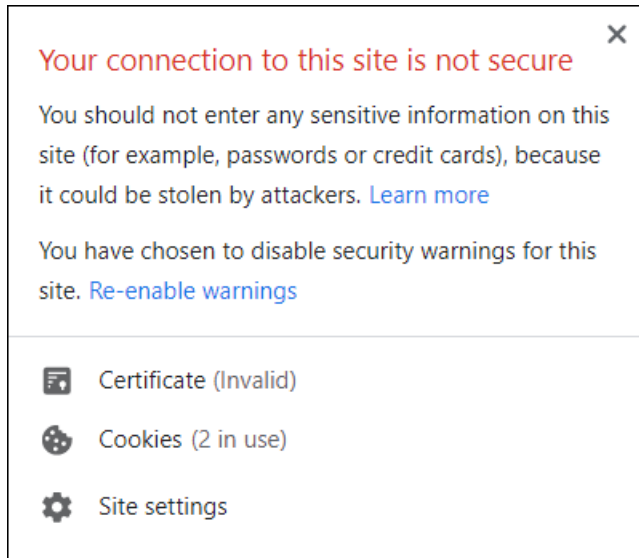 Your connection to this site is not secure
You should not enter any sensitive information on this
site (for example, passwords or credit cards), because
it could be stolen by attackers. Learn more
You have chosen to disable security warnings for this
site. Re-enable warnings
Certificate (Invalid)
Cookies (2 in use)
Site settings